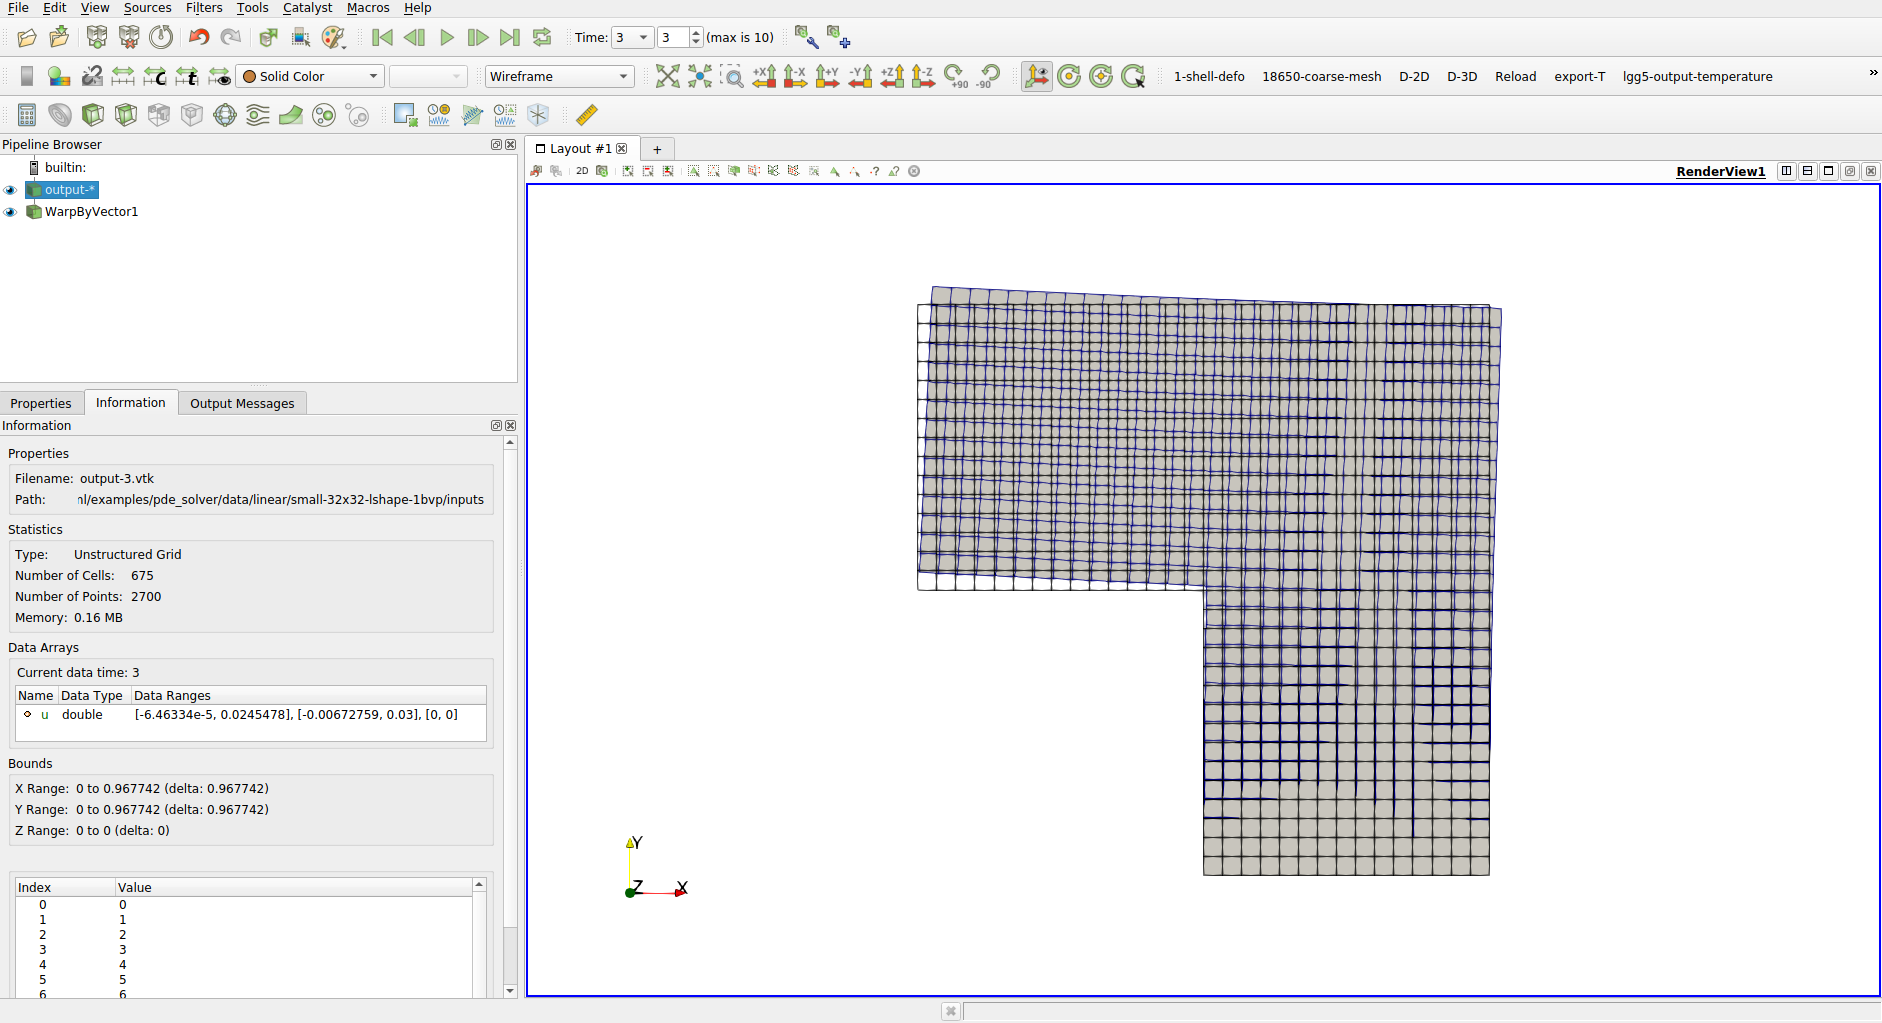 File Edit View Sources Filters Tools Catalyst Macros Help
Time: 3 3 (max is 10)
Solid Color Wireframe +X -X +Y -Y +Z -Z +90 -90 1-shell-defo 18650-coarse-mesh D-2D D-3D Reload export-T lgg5-output-temperature »
Pipeline Browser
builtin:
output-*
WarpByVector1
Properties Information Output Messages
Information
Properties
Filename: output-3.vtk
Path: nl/examples/pde_solver/data/linear/small-32x32-lshape-1bvp/inputs
Statistics
Type: Unstructured Grid
Number of Cells: 675
Number of Points: 2700
Memory: 0.16 MB
Data Arrays
Current data time: 3
Name Data Type Data Ranges
u double [-6.46334e-5, 0.0245478], [-0.00672759, 0.03], [0, 0]
Bounds
X Range: 0 to 0.967742 (delta: 0.967742)
Y Range: 0 to 0.967742 (delta: 0.967742)
Z Range: 0 to 0 (delta: 0)
Index Value
0 0
1 1
2 2
3 3
4 4
5 5
6 6
Layout #1 +
2D ? ? RenderView1
Y
Z X